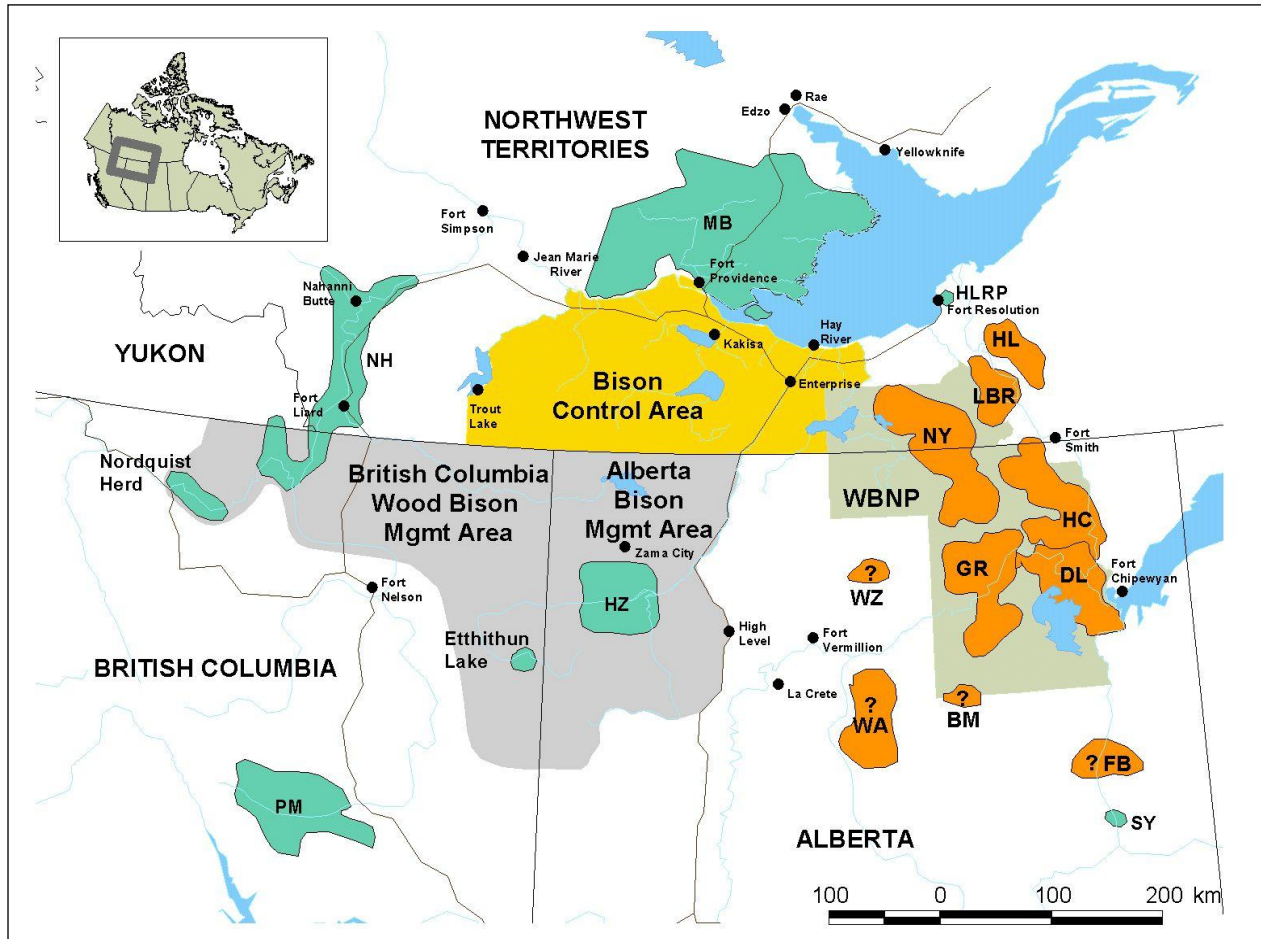 Rae
Edzo
NORTHWEST
TERRITORIES
Yellowknife
Fort
Simpson
MB
Jean Marie
River
Fort
Providence
Nahanni
Butte
HLRP
Fort Resolution
HL
Hay
River
Kakisa
YUKON
NH
Bison
Control Area
Enterprise
Trout
Lake
LBR
Fort
Liard
NY
Fort
Smith
Nordquist
Herd
British Columbia
Wood Bison
Mgmt Area
Alberta
Bison
Mgmt Area
WBNP
HC
Zama City
GR
DL
Fort
Chipewyan
?
WZ
Fort
Nelson
HZ
High
Level
Fort
Vermillion
Etthithun
Lake
BRITISH COLUMBIA
La Crete
?
WA
?
BM
? FB
PM
SY
ALBERTA
100 0 100 200 km